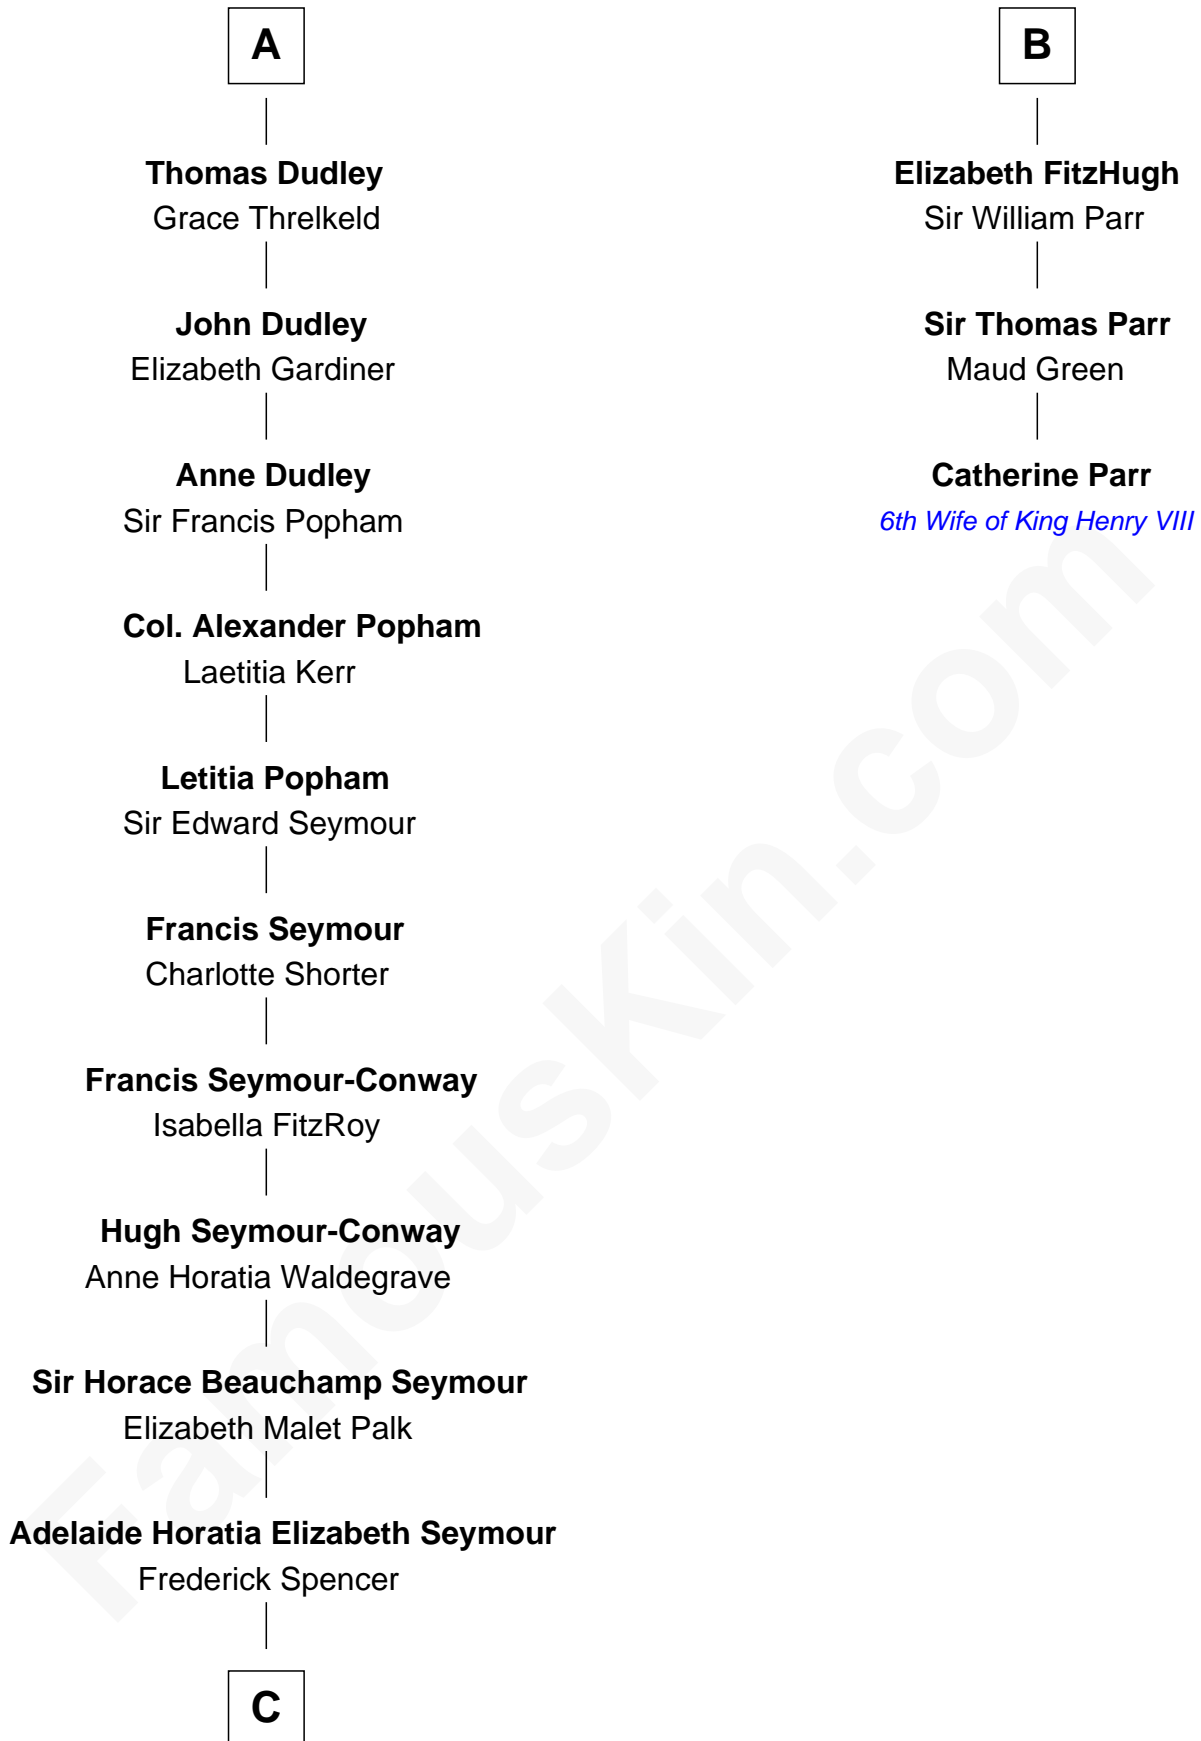 A
Thomas Dudley
Grace Threlkeld
John Dudley
Elizabeth Gardiner
Anne Dudley
Sir Francis Popham
Col. Alexander Popham
Laetitia Kerr
Letitia Popham
Sir Edward Seymour
Francis Seymour
Charlotte Shorter
Francis Seymour-Conway
Isabella FitzRoy
Hugh Seymour-Conway
Anne Horatia Waldegrave
Sir Horace Beauchamp Seymour
Elizabeth Malet Palk
Adelaide Horatia Elizabeth Seymour
Frederick Spencer
C
B
Elizabeth FitzHugh
Sir William Parr
Sir Thomas Parr
Maud Green
Catherine Parr
6th Wife of King Henry VIII
FamousKin.com